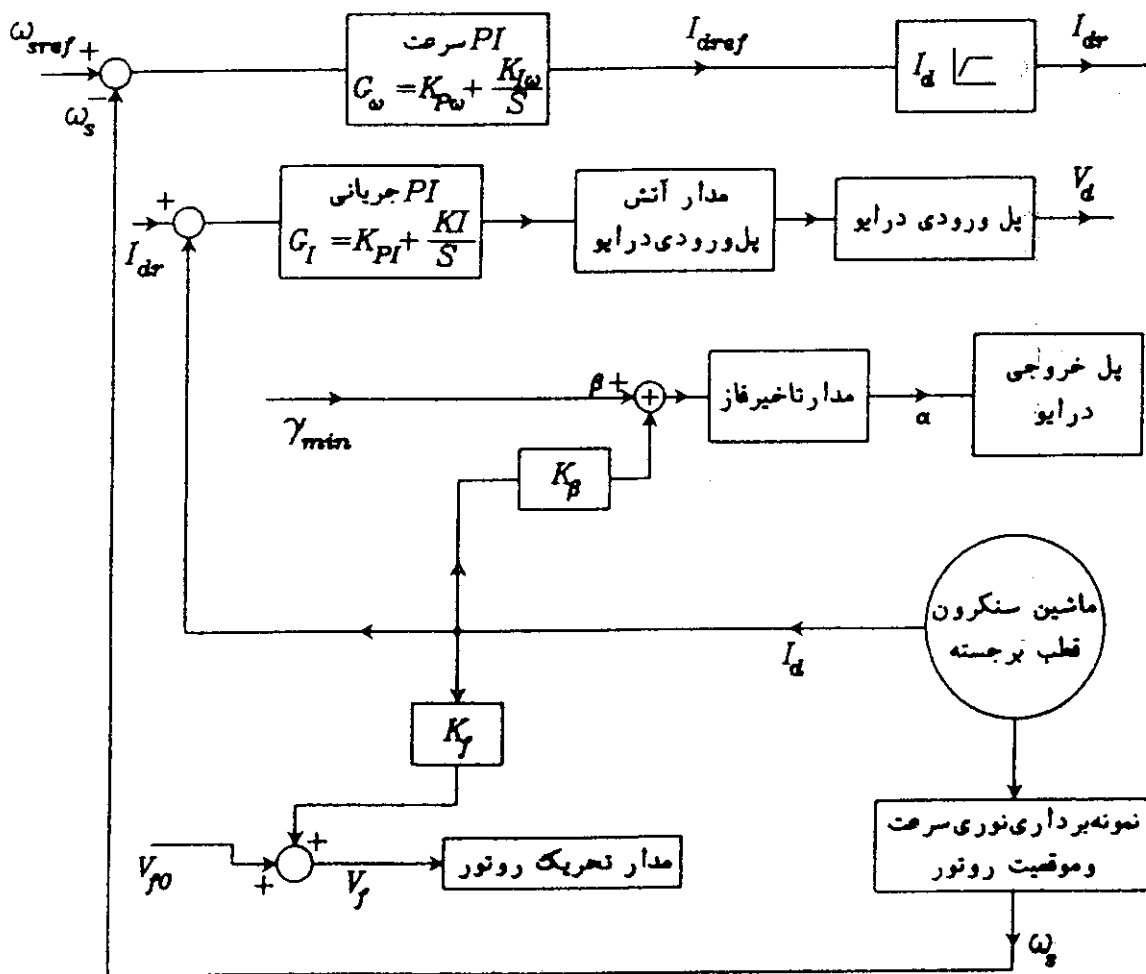 ω_sref +
ω_s −
PI سرعت
G_ω = K_Pω + K_Iω / S
I_dref
I_d
I_dr
+
I_dr
PI جریانی
G_I = K_PI + KI / S
مدار آتش
پل ورودی درایو
پل ورودی درایو
V_d
γ_min
β +
+
مدار تاخیر فاز
α
پل خروجی
درایو
K_β
ماشین سنکرون
قطب برجسته
I_d
K_f
نمونه برداری نوری سرعت
و موقعیت روتور
V_f0
+
+
V_f
مدار تحریک روتور
ω_s